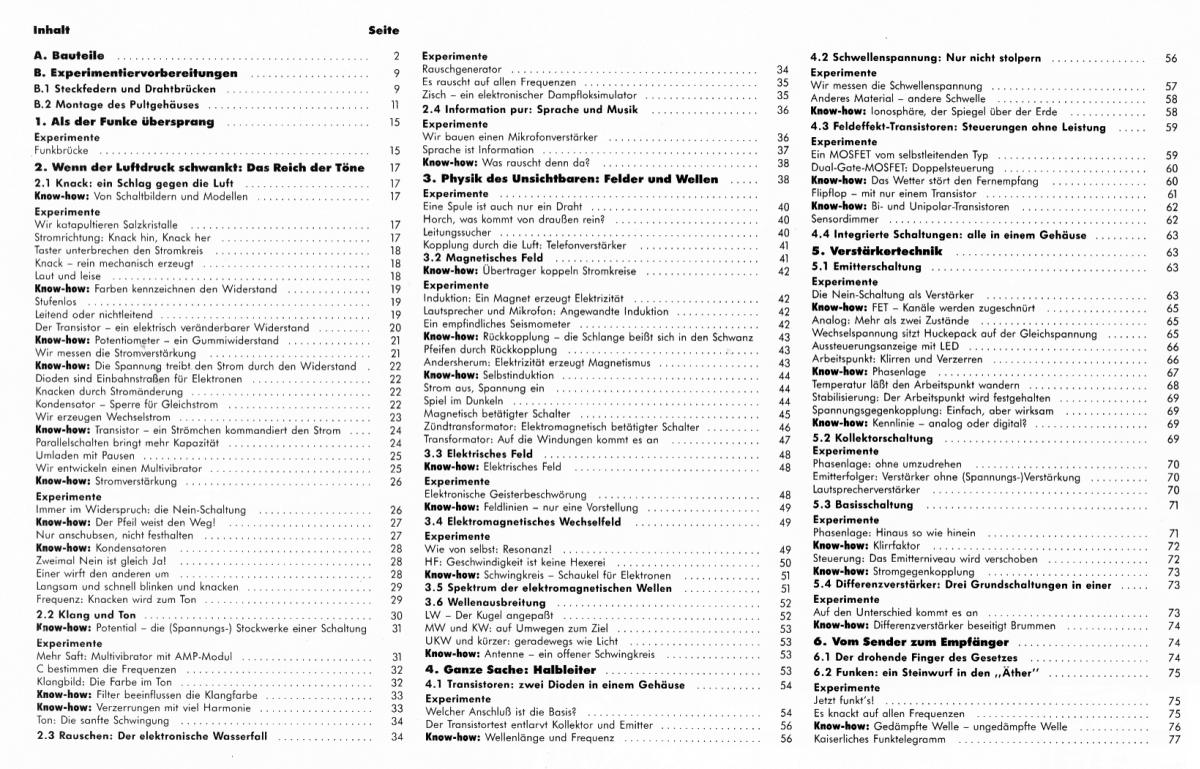 Inhalt Seite
A. Bauteile 2
B. Experimentiervorbereitungen 9
B.1 Steckfedern und Drahtbrücken 9
B.2 Montage des Pultgehäuses 11
1. Als der Funke übersprang 15
Experimente
Funkbrücke 15
2. Wenn der Luftdruck schwankt: Das Reich der Töne 17
2.1 Knack: ein Schlag gegen die Luft 17
Know-how: Von Schaltbildern und Modellen 17
Experimente
Wir katapultieren Salzkristalle 17
Stromrichtung: Knack hin, Knack her 17
Taster unterbrechen den Stromkreis 18
Knack – rein mechanisch erzeugt 18
Laut und leise 18
Know-how: Farben kennzeichnen den Widerstand 19
Stufenlos 19
Leitend oder nichtleitend 19
Der Transistor – ein elektrisch veränderbarer Widerstand 20
Know-how: Potentiometer – ein Gummiwiderstand 21
Wir messen die Stromverstärkung 21
Know-how: Die Spannung treibt den Strom durch den Widerstand 22
Dioden sind Einbahnstraßen für Elektronen 22
Knacken durch Stromänderung 22
Kondensator – Sperre für Gleichstrom 22
Wir erzeugen Wechselstrom 23
Know-how: Transistor – ein Strömchen kommandiert den Strom 24
Parallelschalten bringt mehr Kapazität 24
Umladen mit Pausen 25
Wir entwickeln einen Multivibrator 25
Know-how: Stromverstärkung 26
Experimente
Immer im Widerspruch: die Nein-Schaltung 26
Know-how: Der Pfeil weist den Weg! 27
Nur anschubsen, nicht festhalten 27
Know-how: Kondensatoren 28
Zweimal Nein ist gleich Ja! 28
Einer wirft den anderen um 28
Langsam und schnell blinken und knacken 29
Frequenz: Knacken wird zum Ton 29
2.2 Klang und Ton 30
Know-how: Potential – die (Spannungs-) Stockwerke einer Schaltung 31
Experimente
Mehr Saft: Multivibrator mit AMP-Modul 31
C bestimmen die Frequenzen 32
Klangbild: Die Farbe im Ton 32
Know-how: Filter beeinflussen die Klangfarbe 33
Know-how: Verzerrungen mit viel Harmonie 33
Ton: Die sanfte Schwingung 34
2.3 Rauschen: Der elektronische Wasserfall 34
Experimente
Rauschgenerator 34
Es rauscht auf allen Frequenzen 35
Zisch – ein elektronischer Dampfloksimulator 35
2.4 Information pur: Sprache und Musik 36
Experimente
Wir bauen einen Mikrofonverstärker 36
Sprache ist Information 37
Know-how: Was rauscht denn da? 38
3. Physik des Unsichtbaren: Felder und Wellen 38
Experimente
Eine Spule ist auch nur ein Draht 40
Horch, was kommt von draußen rein? 40
Leitungssucher 40
Kopplung durch die Luft: Telefonverstärker 41
3.2 Magnetisches Feld 41
Know-how: Übertrager koppeln Stromkreise 42
Experimente
Induktion: Ein Magnet erzeugt Elektrizität 42
Lautsprecher und Mikrofon: Angewandte Induktion 42
Ein empfindliches Seismometer 42
Know-how: Rückkopplung – die Schlange beißt sich in den Schwanz 43
Pfeifen durch Rückkopplung 43
Andersherum: Elektrizität erzeugt Magnetismus 43
Know-how: Selbstinduktion 44
Strom aus, Spannung ein 44
Spiel im Dunkeln 44
Magnetisch betätigter Schalter 45
Zündtransformator: Elektromagnetisch betätigter Schalter 46
Transformator: Auf die Windungen kommt es an 47
3.3 Elektrisches Feld 48
Know-how: Elektrisches Feld 48
Experimente
Elektronische Geisterbeschwörung 48
Know-how: Feldlinien – nur eine Vorstellung 49
3.4 Elektromagnetisches Wechselfeld 49
Experimente
Wie von selbst: Resonanz! 49
HF: Geschwindigkeit ist keine Hexerei 50
Know-how: Schwingkreis – Schaukel für Elektronen 51
3.5 Spektrum der elektromagnetischen Wellen 51
3.6 Wellenausbreitung 52
LW – Der Kugel angepaßt 52
MW und KW: auf Umwegen zum Ziel 53
UKW und kürzer: geradewegs wie Licht 53
Know-how: Antenne – ein offener Schwingkreis 53
4. Ganze Sache: Halbleiter 53
4.1 Transistoren: zwei Dioden in einem Gehäuse 54
Experimente
Welcher Anschluß ist die Basis? 54
Der Transistortest entlarvt Kollektor und Emitter 56
Know-how: Wellenlänge und Frequenz 56
4.2 Schwellenspannung: Nur nicht stolpern 56
Experimente
Wir messen die Schwellenspannung 57
Anderes Material – andere Schwelle 58
Know-how: Ionosphäre, der Spiegel über der Erde 58
4.3 Feldeffekt-Transistoren: Steuerungen ohne Leistung 59
Experimente
Ein MOSFET vom selbstleitenden Typ 59
Dual-Gate-MOSFET: Doppelsteuerung 60
Know-how: Das Wetter stört den Fernempfang 60
Flipflop – mit nur einem Transistor 61
Know-how: Bi- und Unipolar-Transistoren 62
Sensordimmer 62
4.4 Integrierte Schaltungen: alle in einem Gehäuse 63
5. Verstärkertechnik 63
5.1 Emitterschaltung 63
Experimente
Die Nein-Schaltung als Verstärker 63
Know-how: FET – Kanäle werden zugeschnürt 65
Analog: Mehr als zwei Zustände 65
Wechselspannung sitzt Huckepack auf der Gleichspannung 65
Aussteuerungsanzeige mit LED 66
Arbeitspunkt: Klirren und Verzerren 66
Know-how: Phasenlage 67
Temperatur läßt den Arbeitspunkt wandern 68
Stabilisierung: Der Arbeitspunkt wird festgehalten 69
Spannungsgegenkopplung: Einfach, aber wirksam 69
Know-how: Kennlinie – analog oder digital? 69
5.2 Kollektorschaltung 69
Experimente
Phasenlage: ohne umzudrehen 70
Emitterfolger: Verstärker ohne (Spannungs-)Verstärkung 70
Lautsprecherverstärker 70
5.3 Basisschaltung 71
Experimente
Phasenlage: Hinaus so wie hinein 71
Know-how: Klirrfaktor 72
Steuerung: Das Emitterniveau wird verschoben 72
Know-how: Stromgegenkopplung 73
5.4 Differenzverstärker: Drei Grundschaltungen in einer 73
Experimente
Auf den Unterschied kommt es an 73
Know-how: Differenzverstärker beseitigt Brummen 74
6. Vom Sender zum Empfänger 74
6.1 Der drohende Finger des Gesetzes 74
6.2 Funken: ein Steinwurf in den „Äther" 75
Experimente
Jetzt funkt's! 75
Es knackt auf allen Frequenzen 75
Know-how: Gedämpfte Welle – ungedämpfte Welle 76
Kaiserliches Funktelegramm 77